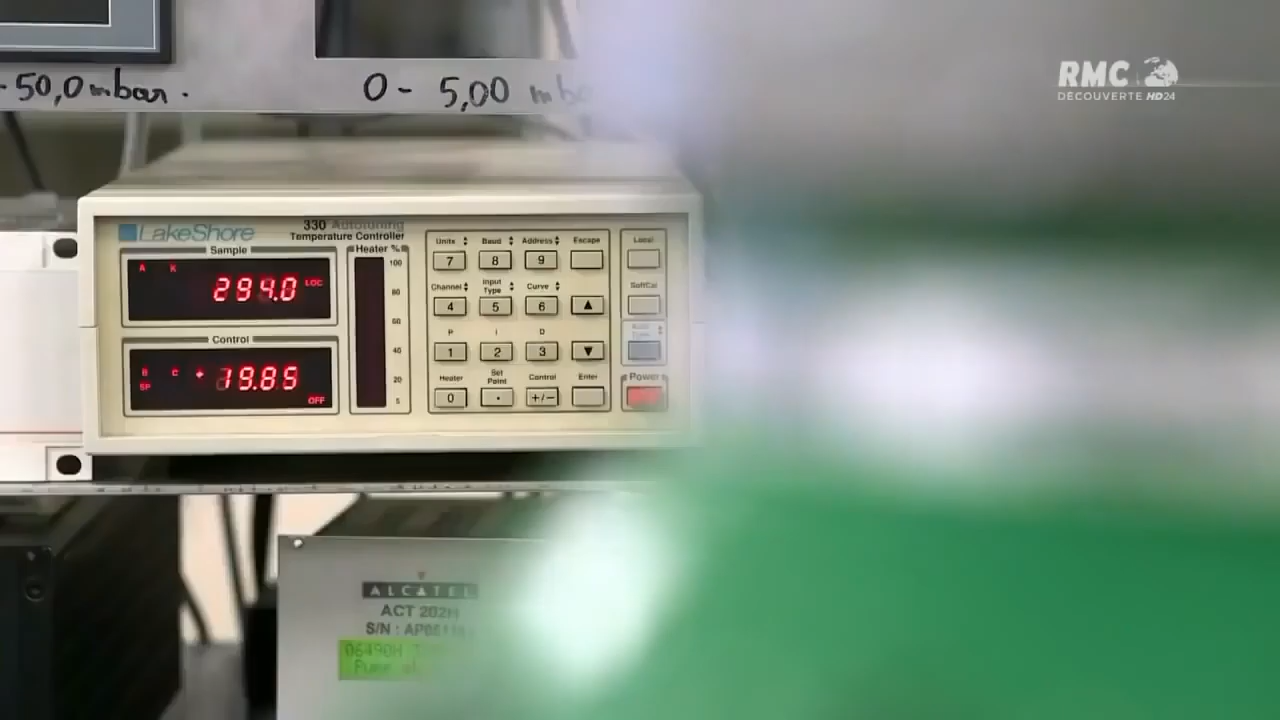 -50,0 mbar.
0 - 5,00
RMC
DÉCOUVERTE HD24
LakeShore
330 Autotuning
Temperature Controller
Sample
Heater %
A K
294.0 LOC
Control
B C + 19.85
SP
OFF
100
80
60
40
20
5
Units Baud Address Escape Local
7 8 9
Channel Input Type Curve SoftCal
4 5 6 ▲
P I D Auto Tune
1 2 3 ▼
Heater Set Point Control Enter Power
0 . +/-
ALCATEL
ACT 202H
S/N :